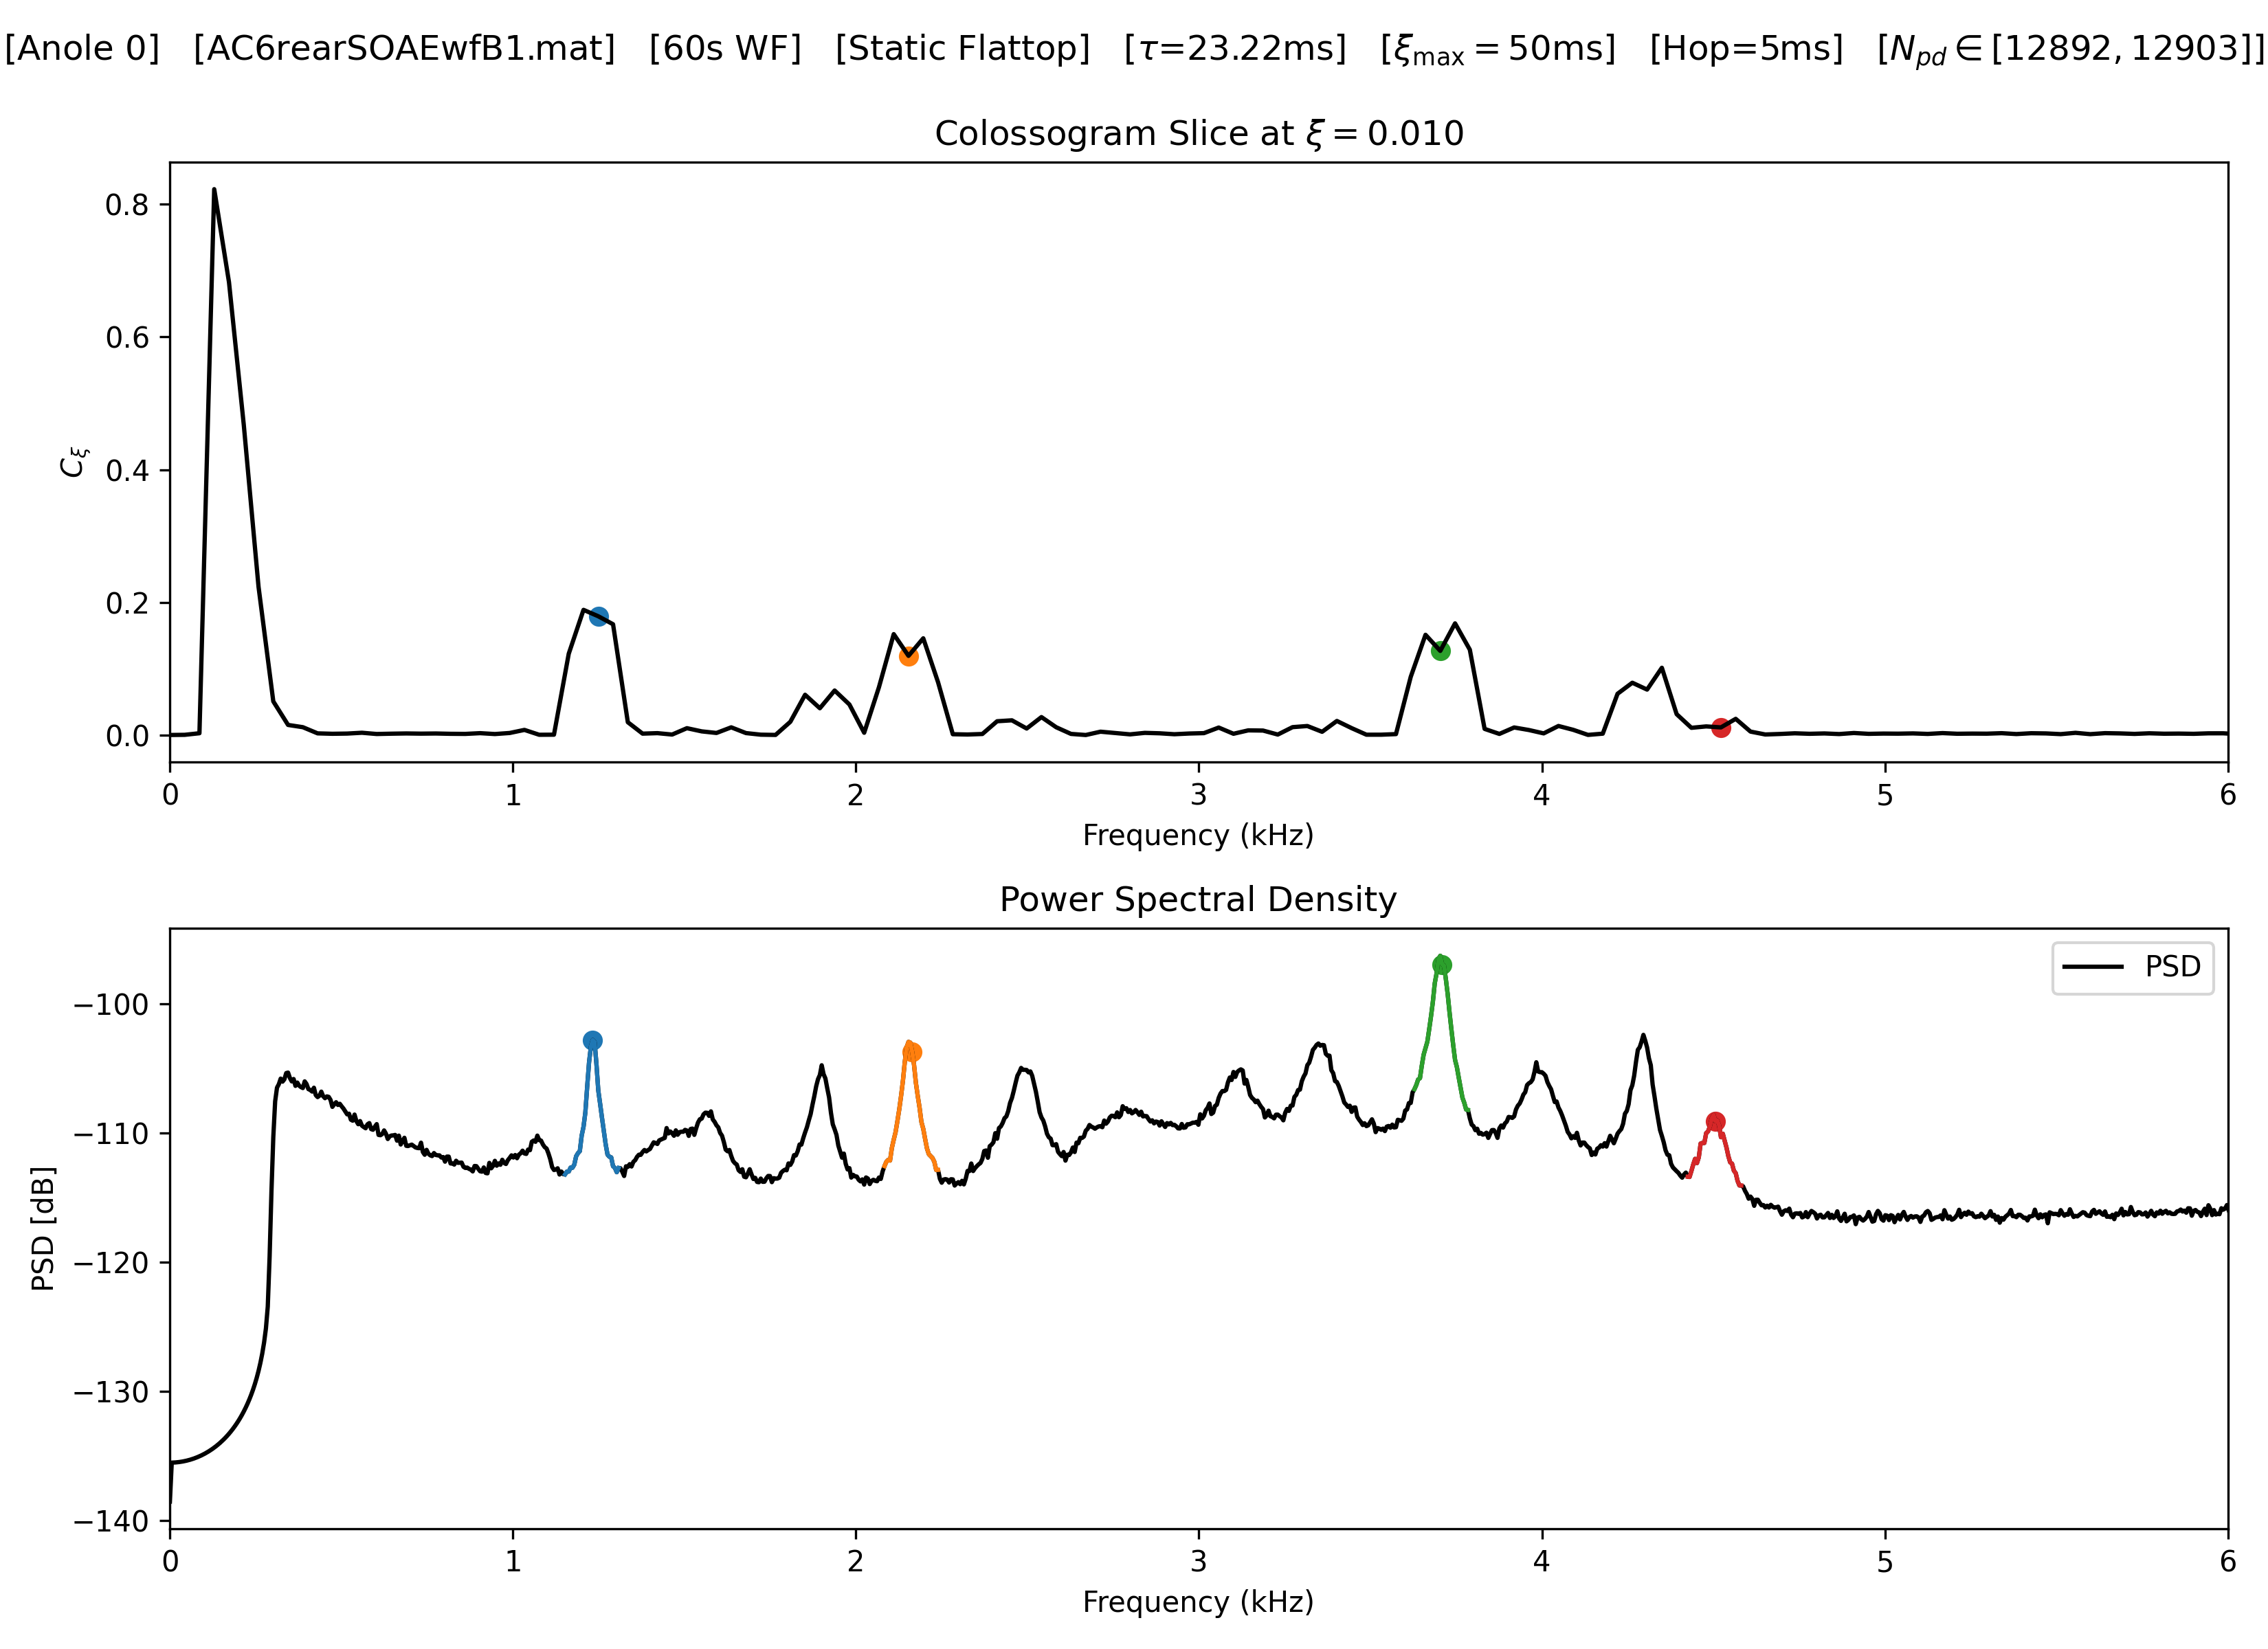 [Anole 0] [AC6rearSOAEwfB1.mat] [60s WF] [Static Flattop] [τ=23.22ms] [ξmax = 50ms] [Hop=5ms] [Npd ∈ [12892, 12903]]
Colossogram Slice at ξ = 0.010
0.8
0.6
0.4
0.2
0.0
Cξ
0 1 2 3 4 5 6
Frequency (kHz)
Power Spectral Density
PSD
−100
−110
−120
−130
−140
PSD [dB]
0 1 2 3 4 5 6
Frequency (kHz)